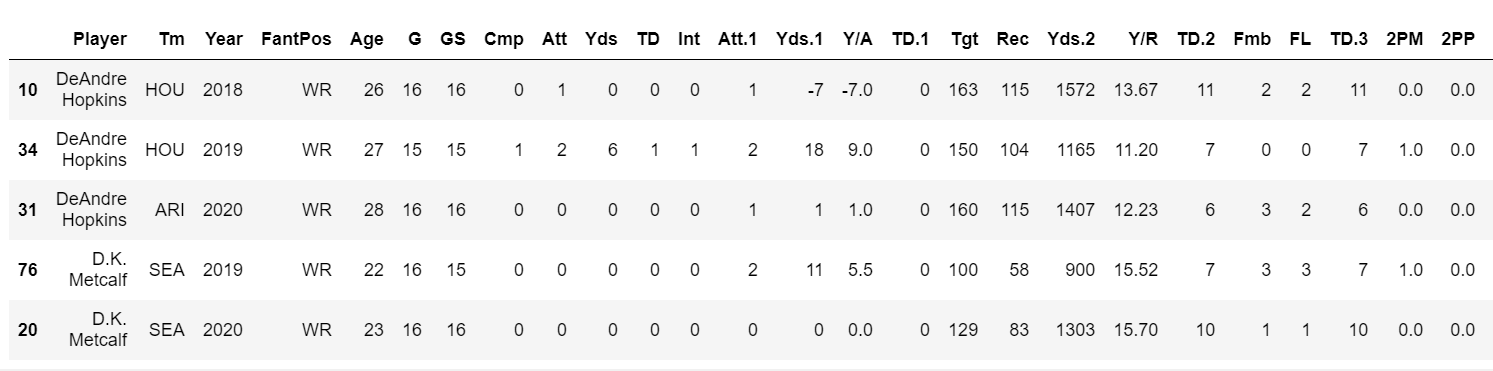 Player Tm Year FantPos Age G GS Cmp Att Yds TD Int Att.1 Yds.1 Y/A TD.1 Tgt Rec Yds.2 Y/R TD.2 Fmb FL TD.3 2PM 2PP
10 DeAndre Hopkins HOU 2018 WR 26 16 16 0 1 0 0 0 1 -7 -7.0 0 163 115 1572 13.67 11 2 2 11 0.0 0.0
34 DeAndre Hopkins HOU 2019 WR 27 15 15 1 2 6 1 1 2 18 9.0 0 150 104 1165 11.20 7 0 0 7 1.0 0.0
31 DeAndre Hopkins ARI 2020 WR 28 16 16 0 0 0 0 0 1 1 1.0 0 160 115 1407 12.23 6 3 2 6 0.0 0.0
76 D.K. Metcalf SEA 2019 WR 22 16 15 0 0 0 0 0 2 11 5.5 0 100 58 900 15.52 7 3 3 7 1.0 0.0
20 D.K. Metcalf SEA 2020 WR 23 16 16 0 0 0 0 0 0 0 0.0 0 129 83 1303 15.70 10 1 1 10 0.0 0.0